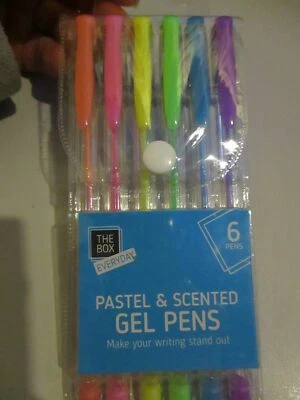 THE
BOX
EVERYDAY
6
PENS
PASTEL & SCENTED
GEL PENS
Make your writing stand out